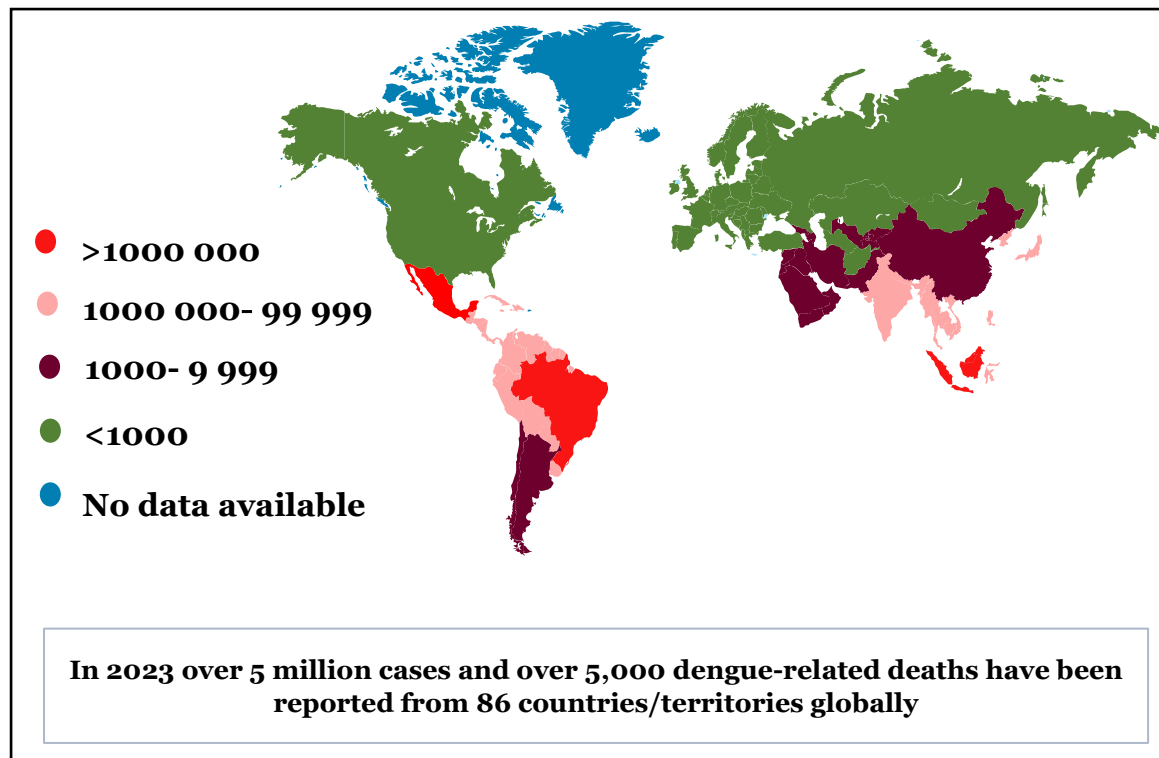 >1000 000
1000 000- 99 999
1000- 9 999
<1000
No data available
In 2023 over 5 million cases and over 5,000 dengue-related deaths have been
reported from 86 countries/territories globally